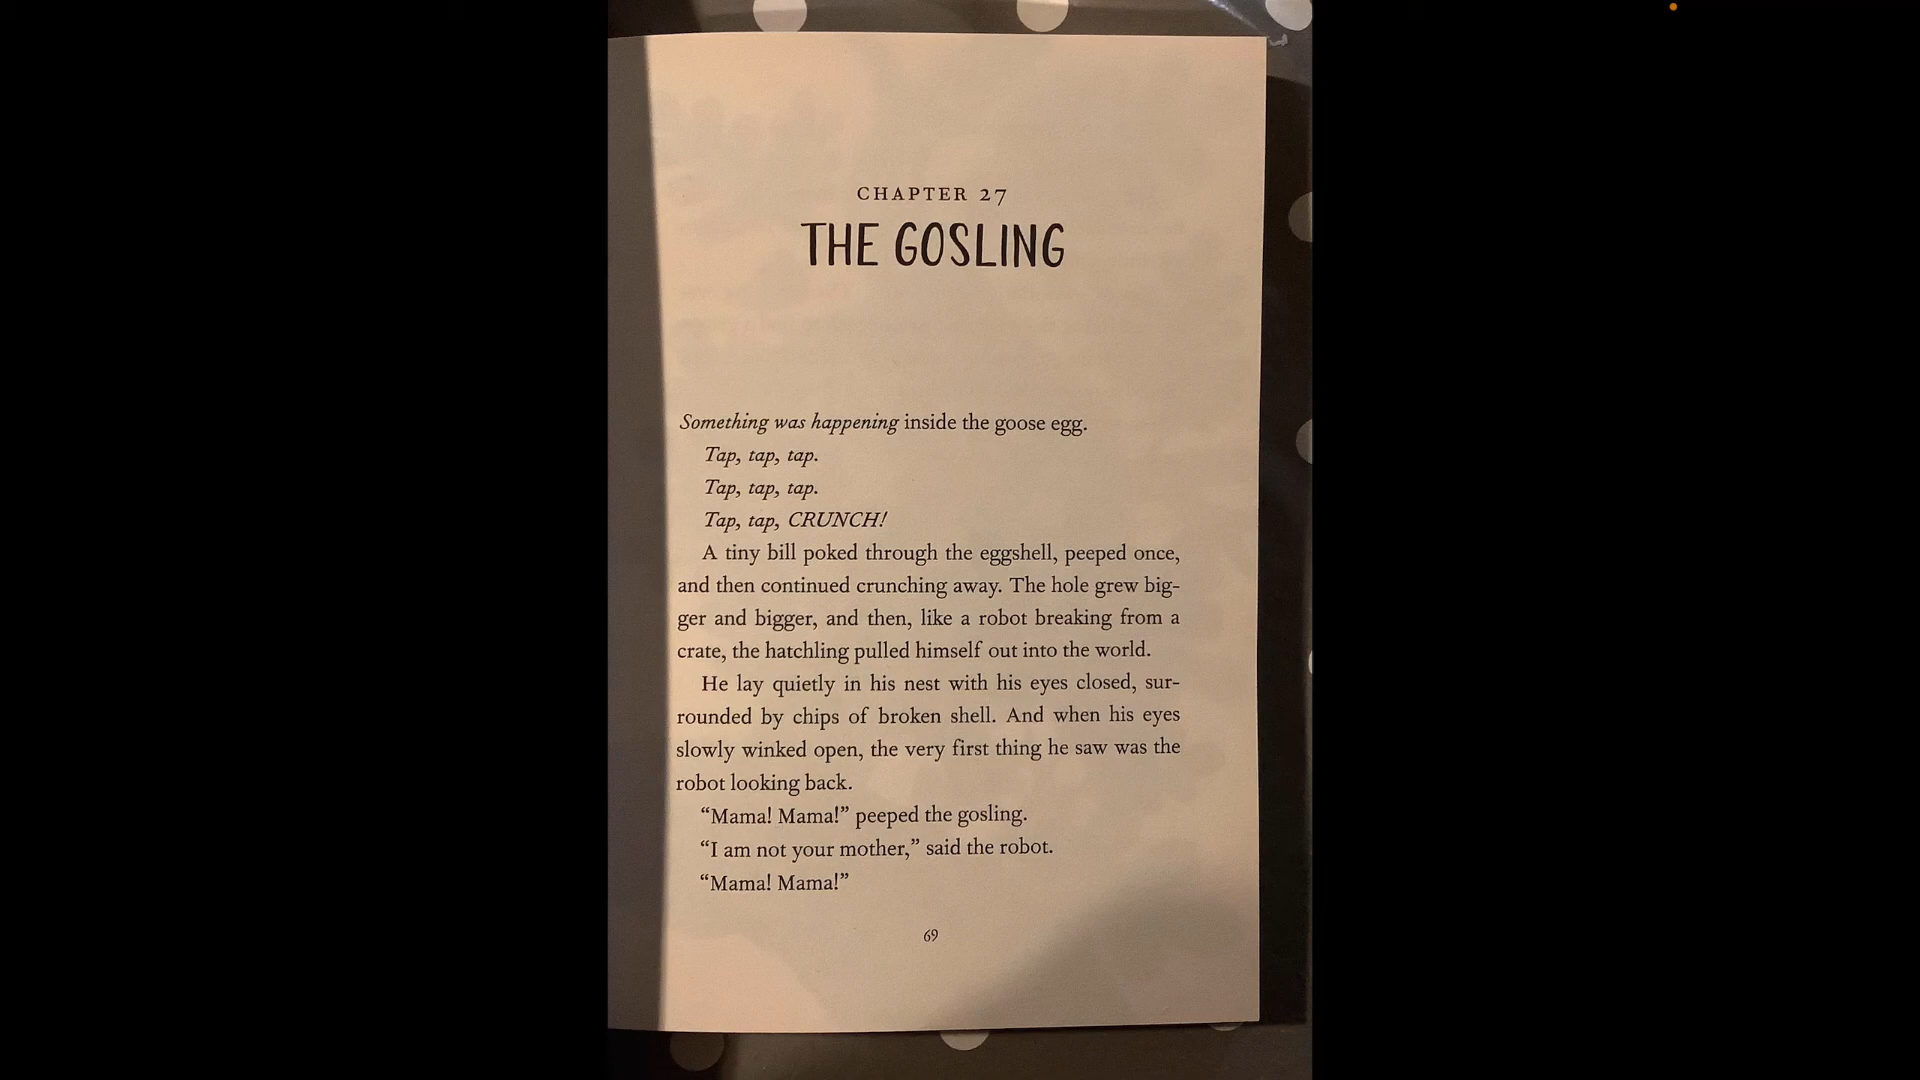 CHAPTER 27
THE GOSLING
Something was happening inside the goose egg.
Tap, tap, tap.
Tap, tap, tap.
Tap, tap, CRUNCH!
A tiny bill poked through the eggshell, peeped once,
and then continued crunching away. The hole grew big-
ger and bigger, and then, like a robot breaking from a
crate, the hatchling pulled himself out into the world.
He lay quietly in his nest with his eyes closed, sur-
rounded by chips of broken shell. And when his eyes
slowly winked open, the very first thing he saw was the
robot looking back.
“Mama! Mama!” peeped the gosling.
“I am not your mother,” said the robot.
“Mama! Mama!”
69